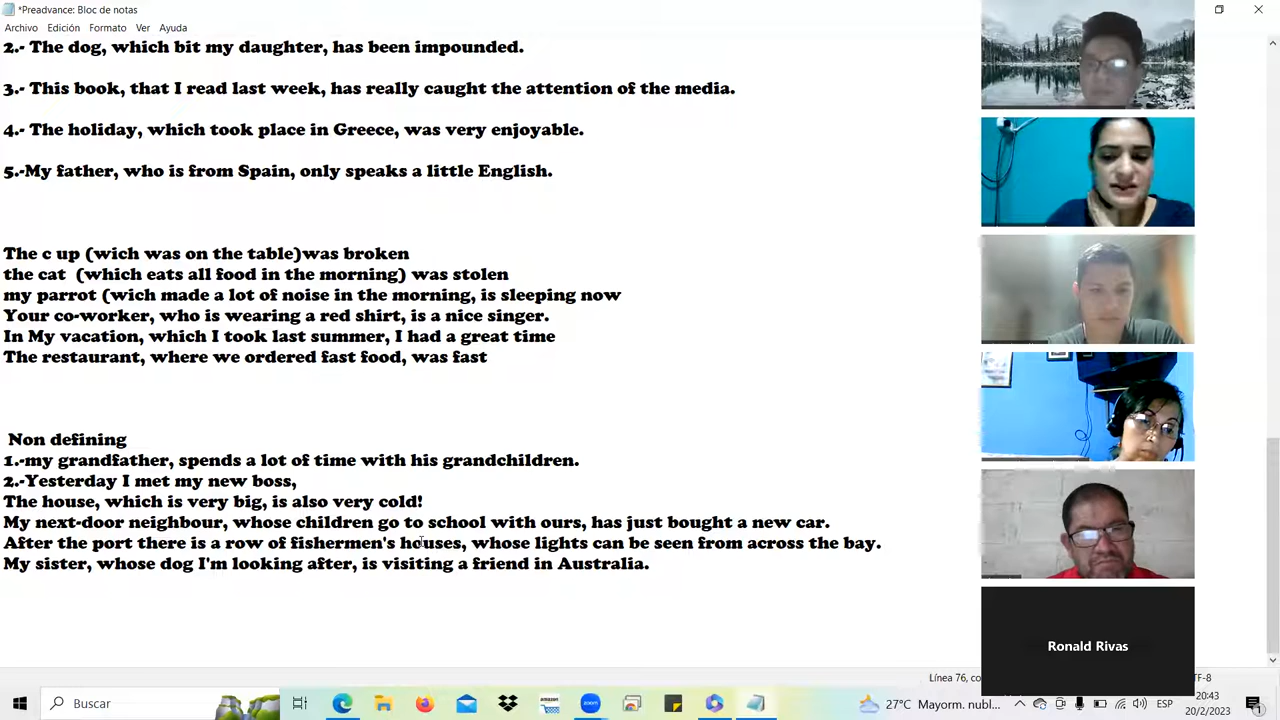 *Preadvance: Bloc de notas
Archivo Edición Formato Ver Ayuda
2.- The dog, which bit my daughter, has been impounded.
3.- This book, that I read last week, has really caught the attention of the media.
4.- The holiday, which took place in Greece, was very enjoyable.
5.-My father, who is from Spain, only speaks a little English.
The c up (wich was on the table)was broken
the cat (which eats all food in the morning) was stolen
my parrot (wich made a lot of noise in the morning, is sleeping now
Your co-worker, who is wearing a red shirt, is a nice singer.
In My vacation, which I took last summer, I had a great time
The restaurant, where we ordered fast food, was fast
Non defining
1.-my grandfather, spends a lot of time with his grandchildren.
2.-Yesterday I met my new boss,
The house, which is very big, is also very cold!
My next-door neighbour, whose children go to school with ours, has just bought a new car.
After the port there is a row of fishermen's houses, whose lights can be seen from across the bay.
My sister, whose dog I'm looking after, is visiting a friend in Australia.
Ronald Rivas
Línea 76, co
TF-8
Buscar
amazon
zoom
27°C Mayorm. nubl...
ESP
20:43
20/2/2023
1